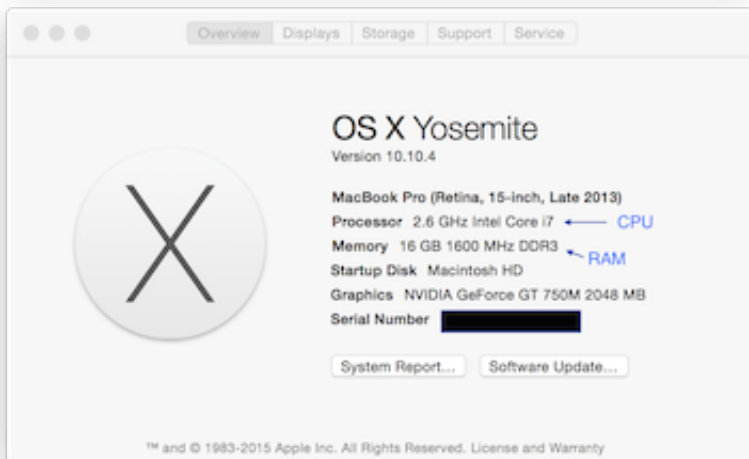 Overview Displays Storage Support Service
OS X Yosemite
Version 10.10.4
MacBook Pro (Retina, 15-inch, Late 2013)
Processor 2.6 GHz Intel Core i7 CPU
Memory 16 GB 1600 MHz DDR3 RAM
Startup Disk Macintosh HD
Graphics NVIDIA GeForce GT 750M 2048 MB
Serial Number
System Report... Software Update...
™ and © 1983-2015 Apple Inc. All Rights Reserved. License and Warranty